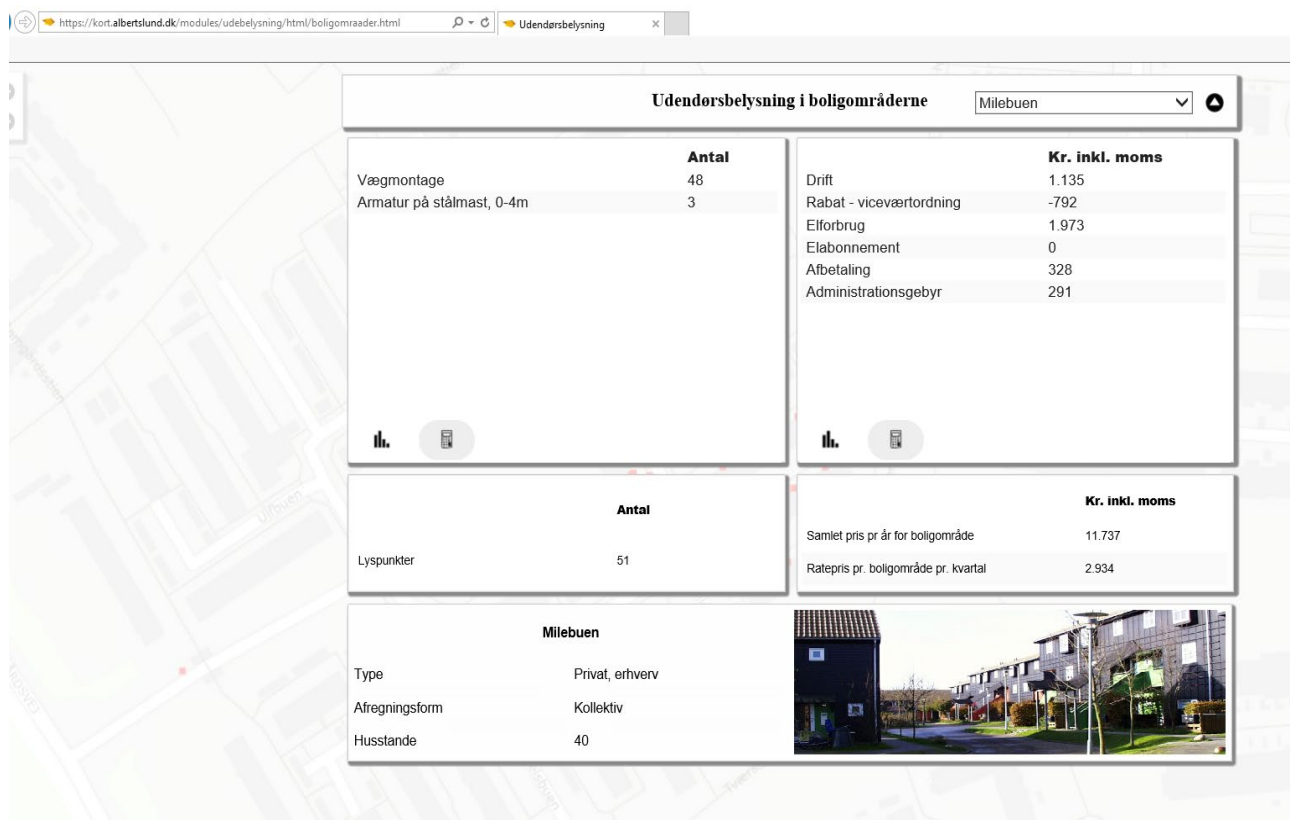 https://kort.albertslund.dk/modules/udebelysning/html/boligomraader.html
Udendørsbelysning
Udendørsbelysning i boligområderne Milebuen
Antal
Vægmontage 48
Armatur på stålmast, 0-4m 3
Kr. inkl. moms
Drift 1.135
Rabat - viceværtordning -792
Elforbrug 1.973
Elabonnement 0
Afbetaling 328
Administrationsgebyr 291
Antal
Lyspunkter 51
Kr. inkl. moms
Samlet pris pr år for boligområde 11.737
Ratepris pr. boligområde pr. kvartal 2.934
Milebuen
Type Privat, erhverv
Afregningsform Kollektiv
Husstande 40
Ulfbuen